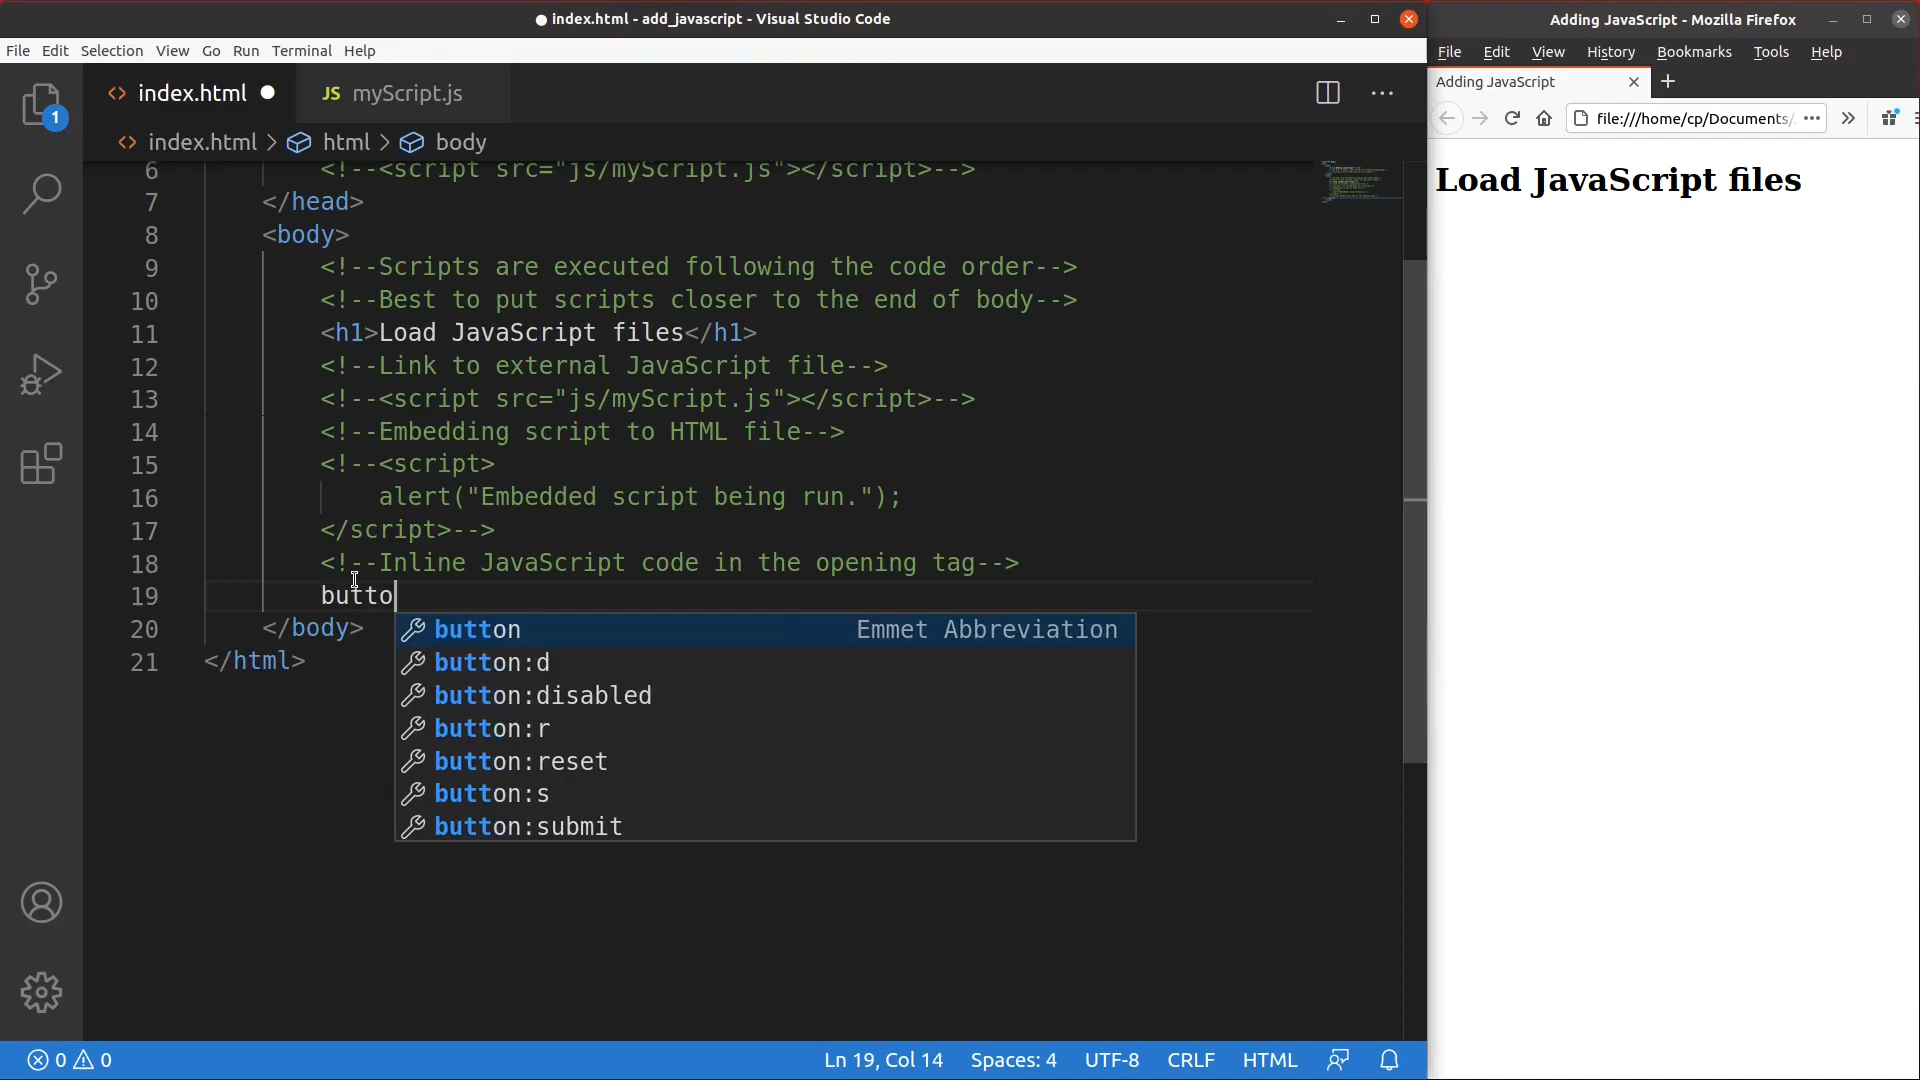 ● index.html - add_javascript - Visual Studio Code
File Edit Selection View Go Run Terminal Help
1
<> index.html ●
JS myScript.js
<> index.html > html > body
6 <!--<script src="js/myScript.js"></script>-->
7 </head>
8 <body>
9 <!--Scripts are executed following the code order-->
10 <!--Best to put scripts closer to the end of body-->
11 <h1>Load JavaScript files</h1>
12 <!--Link to external JavaScript file-->
13 <!--<script src="js/myScript.js"></script>-->
14 <!--Embedding script to HTML file-->
15 <!--<script>
16 alert("Embedded script being run.");
17 </script>-->
18 <!--Inline JavaScript code in the opening tag-->
19 butto
20 </body>
21 </html>
button Emmet Abbreviation
button:d
button:disabled
button:r
button:reset
button:s
button:submit
0 0
Ln 19, Col 14 Spaces: 4 UTF-8 CRLF HTML
Adding JavaScript - Mozilla Firefox
File Edit View History Bookmarks Tools Help
Adding JavaScript
file:///home/cp/Documents/
Load JavaScript files